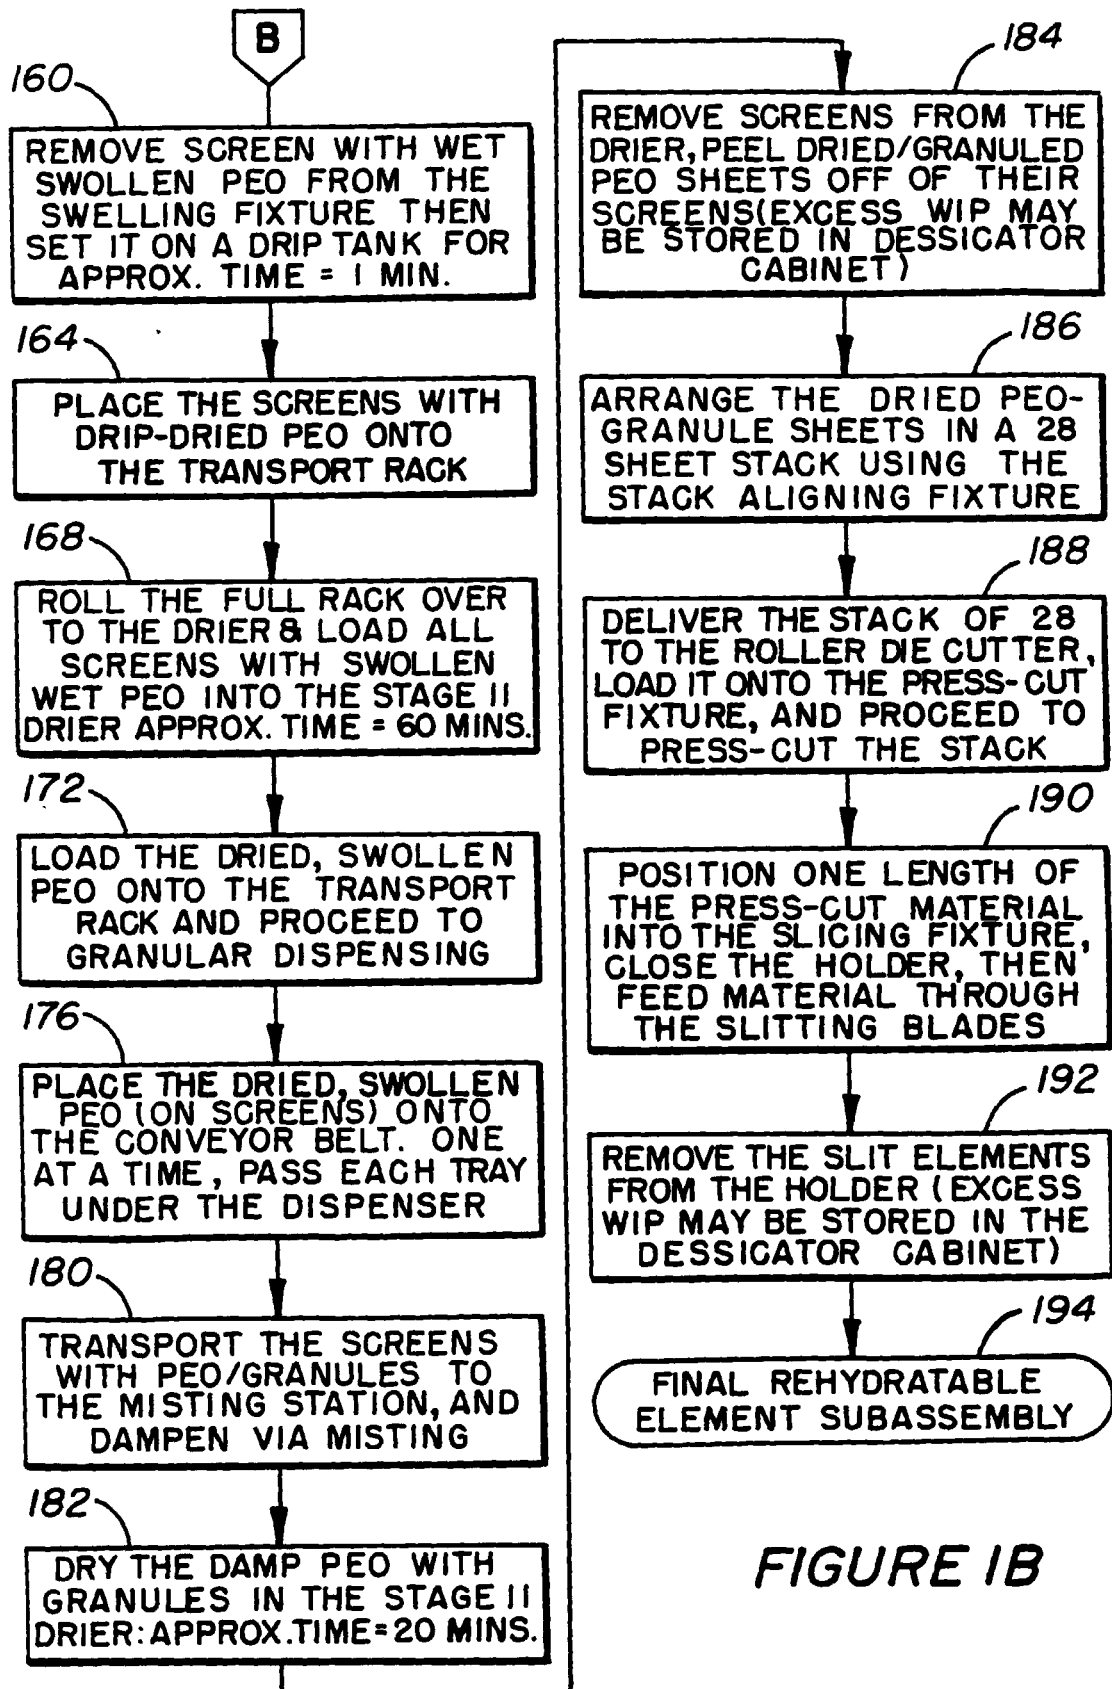 B
160
REMOVE SCREEN WITH WET
SWOLLEN PEO FROM THE
SWELLING FIXTURE THEN
SET IT ON A DRIP TANK FOR
APPROX. TIME = 1 MIN.
164
PLACE THE SCREENS WITH
DRIP-DRIED PEO ONTO
THE TRANSPORT RACK
168
ROLL THE FULL RACK OVER
TO THE DRIER & LOAD ALL
SCREENS WITH SWOLLEN
WET PEO INTO THE STAGE II
DRIER APPROX. TIME = 60 MINS.
172
LOAD THE DRIED, SWOLLEN
PEO ONTO THE TRANSPORT
RACK AND PROCEED TO
GRANULAR DISPENSING
176
PLACE THE DRIED, SWOLLEN
PEO (ON SCREENS) ONTO
THE CONVEYOR BELT. ONE
AT A TIME, PASS EACH TRAY
UNDER THE DISPENSER
180
TRANSPORT THE SCREENS
WITH PEO/GRANULES TO
THE MISTING STATION, AND
DAMPEN VIA MISTING
182
DRY THE DAMP PEO WITH
GRANULES IN THE STAGE II
DRIER: APPROX. TIME = 20 MINS.
184
REMOVE SCREENS FROM THE
DRIER, PEEL DRIED/GRANULED
PEO SHEETS OFF OF THEIR
SCREENS (EXCESS WIP MAY
BE STORED IN DESSICATOR
CABINET)
186
ARRANGE THE DRIED PEO-
GRANULE SHEETS IN A 28
SHEET STACK USING THE
STACK ALIGNING FIXTURE
188
DELIVER THE STACK OF 28
TO THE ROLLER DIE CUTTER,
LOAD IT ONTO THE PRESS-CUT
FIXTURE, AND PROCEED TO
PRESS-CUT THE STACK
190
POSITION ONE LENGTH OF
THE PRESS-CUT MATERIAL
INTO THE SLICING FIXTURE,
CLOSE THE HOLDER, THEN
FEED MATERIAL THROUGH
THE SLITTING BLADES
192
REMOVE THE SLIT ELEMENTS
FROM THE HOLDER (EXCESS
WIP MAY BE STORED IN THE
DESSICATOR CABINET)
194
FINAL REHYDRATABLE
ELEMENT SUBASSEMBLY
FIGURE 1B